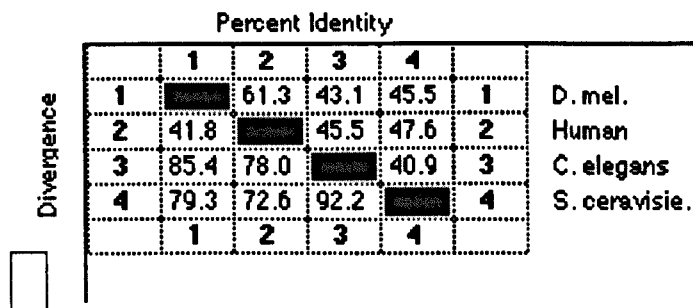 Percent Identity
1 2 3 4
1 61.3 43.1 45.5 1 D. mel.
2 41.8 45.5 47.6 2 Human
3 85.4 78.0 40.9 3 C. elegans
4 79.3 72.6 92.2 4 S. ceravisie.
1 2 3 4
Divergence